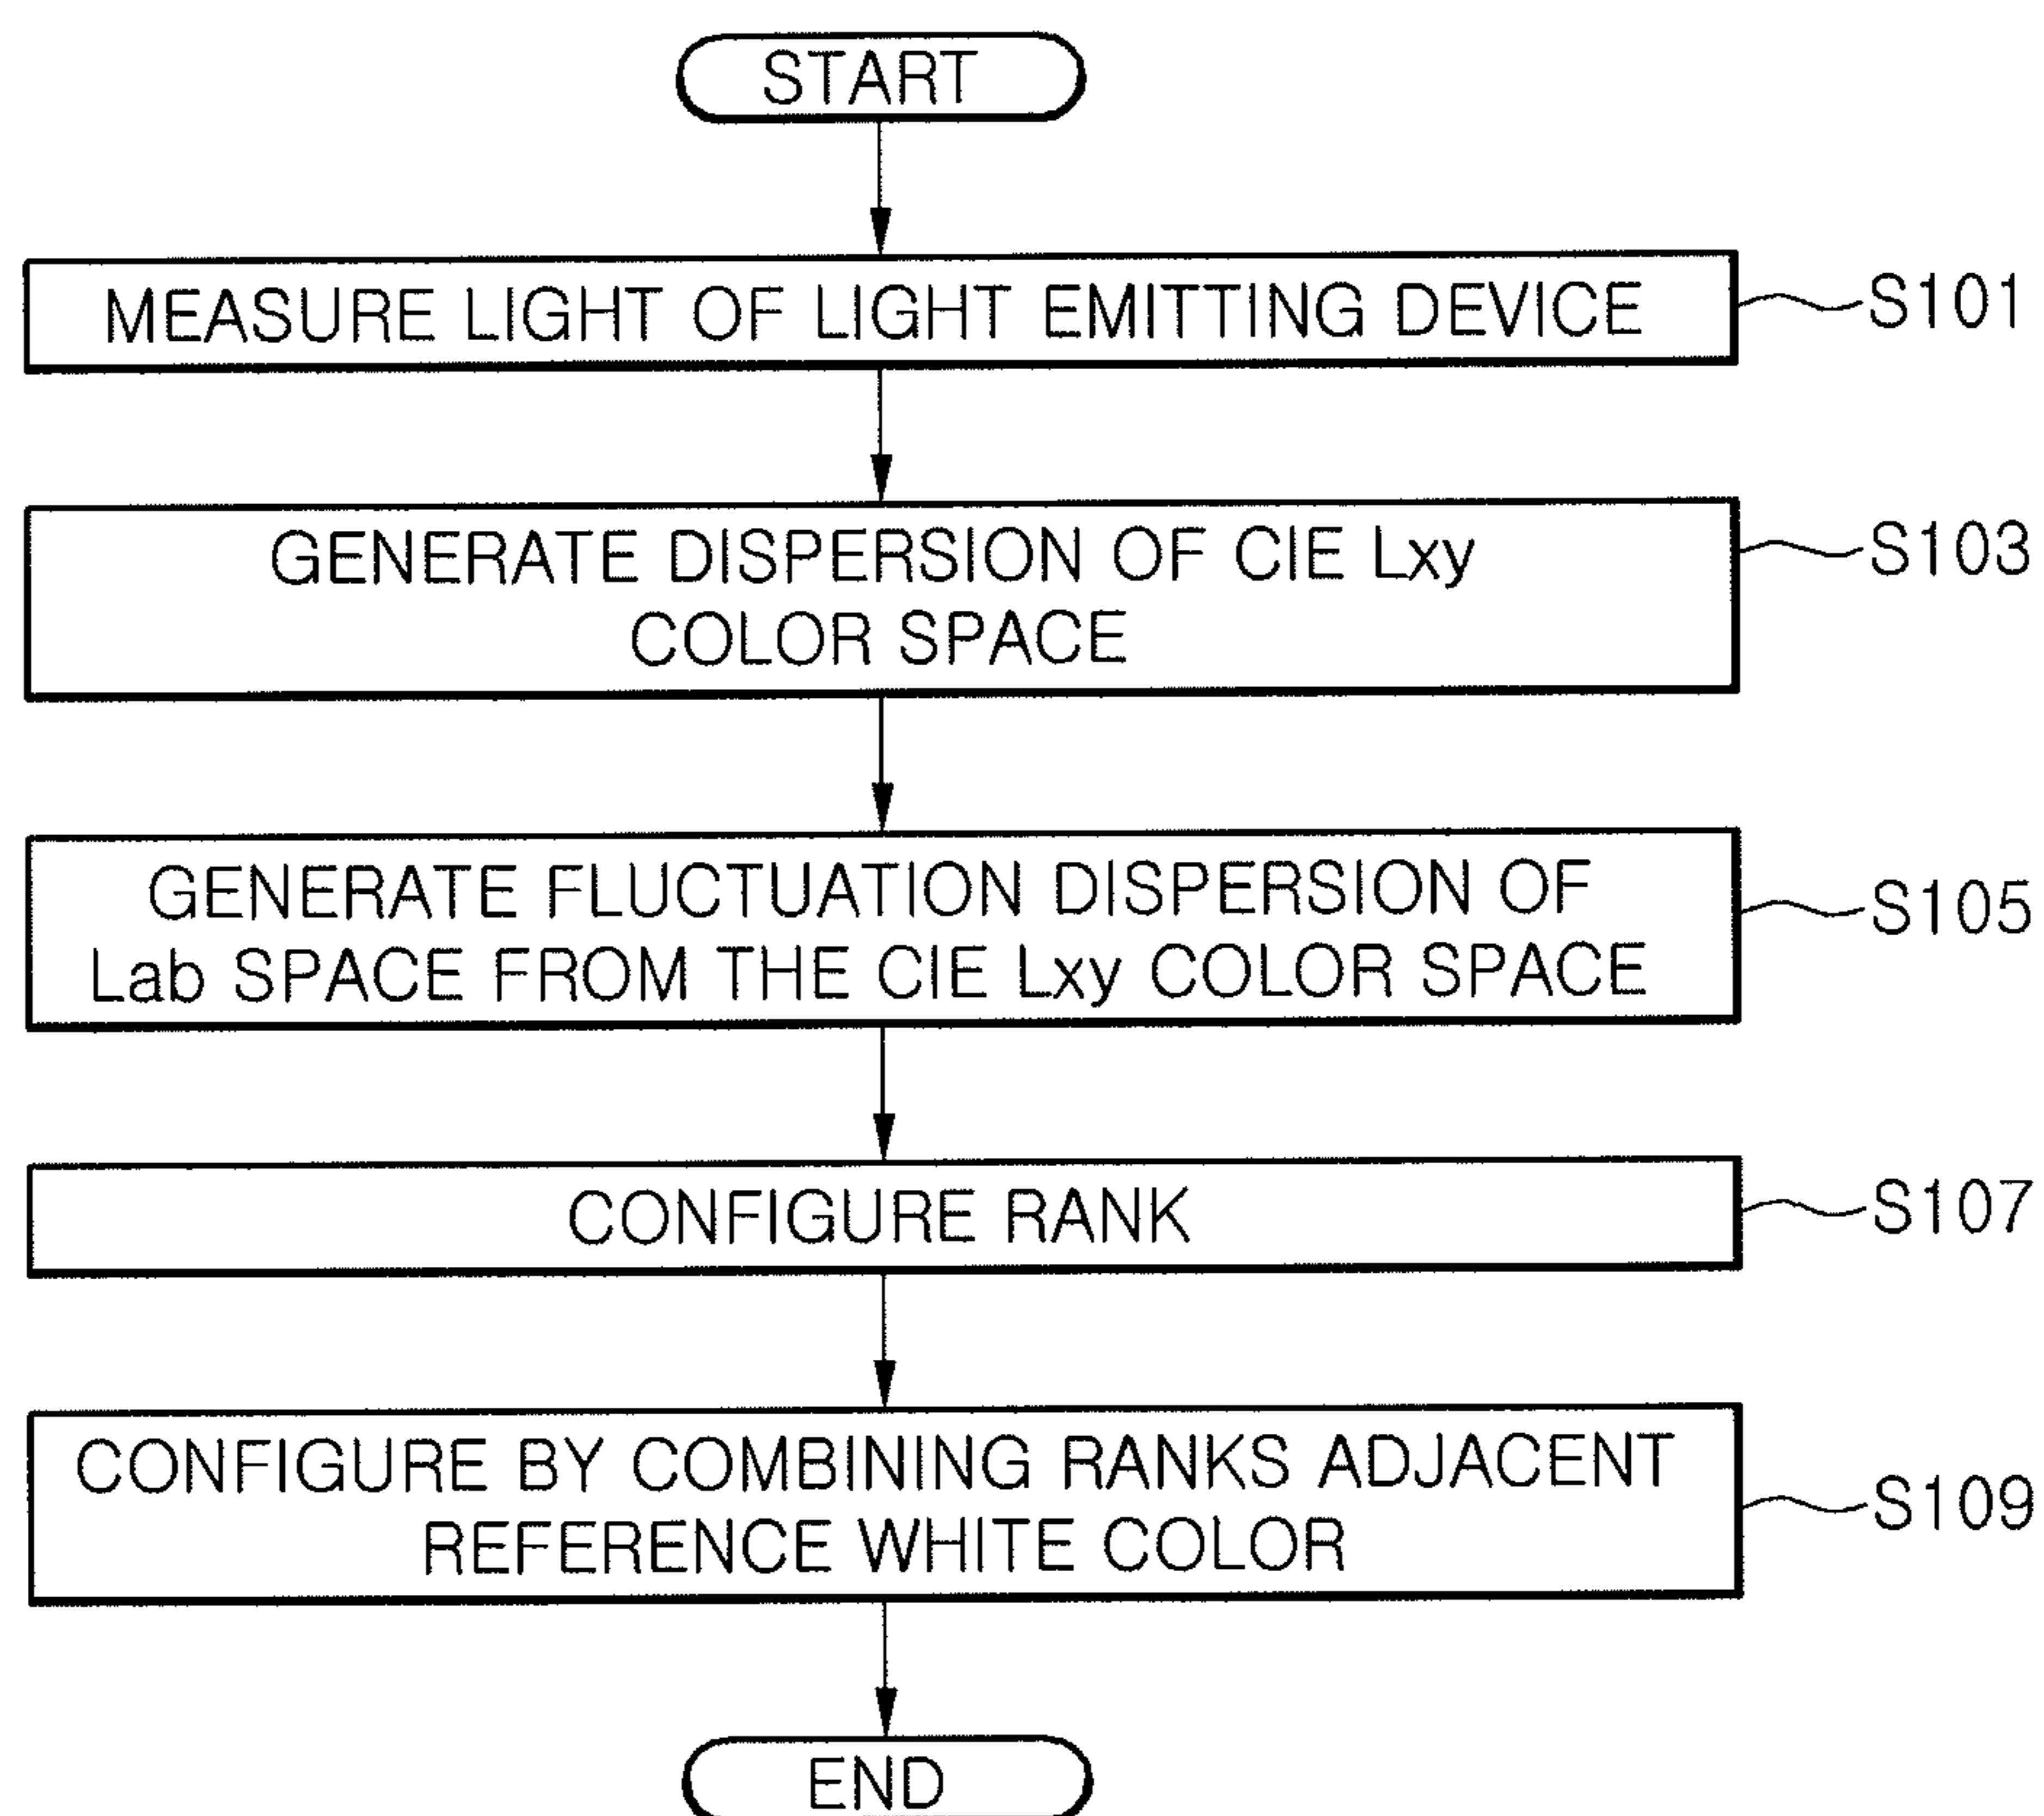 START
MEASURE LIGHT OF LIGHT EMITTING DEVICE
S101
GENERATE DISPERSION OF CIE Lxy
COLOR SPACE
S103
GENERATE FLUCTUATION DISPERSION OF
Lab SPACE FROM THE CIE Lxy COLOR SPACE
S105
CONFIGURE RANK
S107
CONFIGURE BY COMBINING RANKS ADJACENT
REFERENCE WHITE COLOR
S109
END